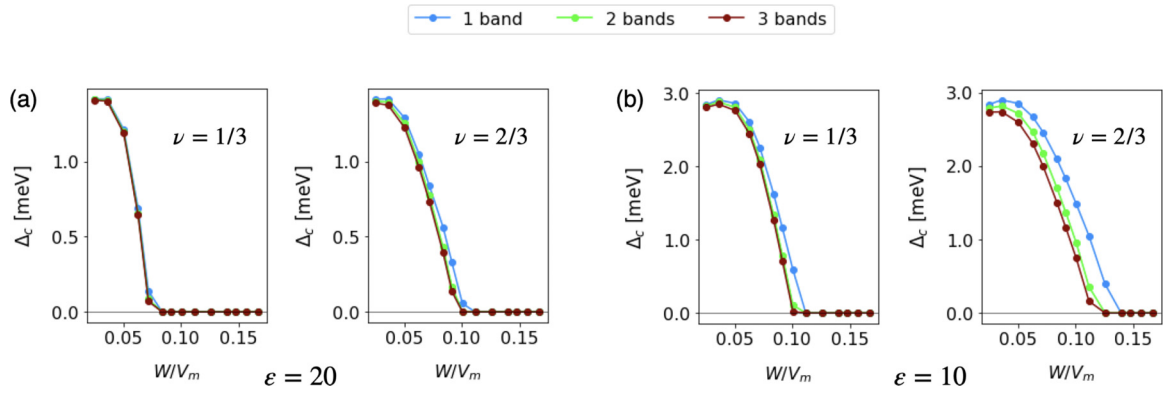 1 band 2 bands 3 bands
(a)
ν = 1/3
Δc [meV]
1.0
0.5
0.0
0.05 0.10 0.15
W/Vm
ν = 2/3
Δc [meV]
1.0
0.5
0.0
0.05 0.10 0.15
W/Vm
ε = 20
(b)
ν = 1/3
Δc [meV]
3.0
2.0
1.0
0.0
0.05 0.10 0.15
W/Vm
ν = 2/3
Δc [meV]
3.0
2.0
1.0
0.0
0.05 0.10 0.15
W/Vm
ε = 10